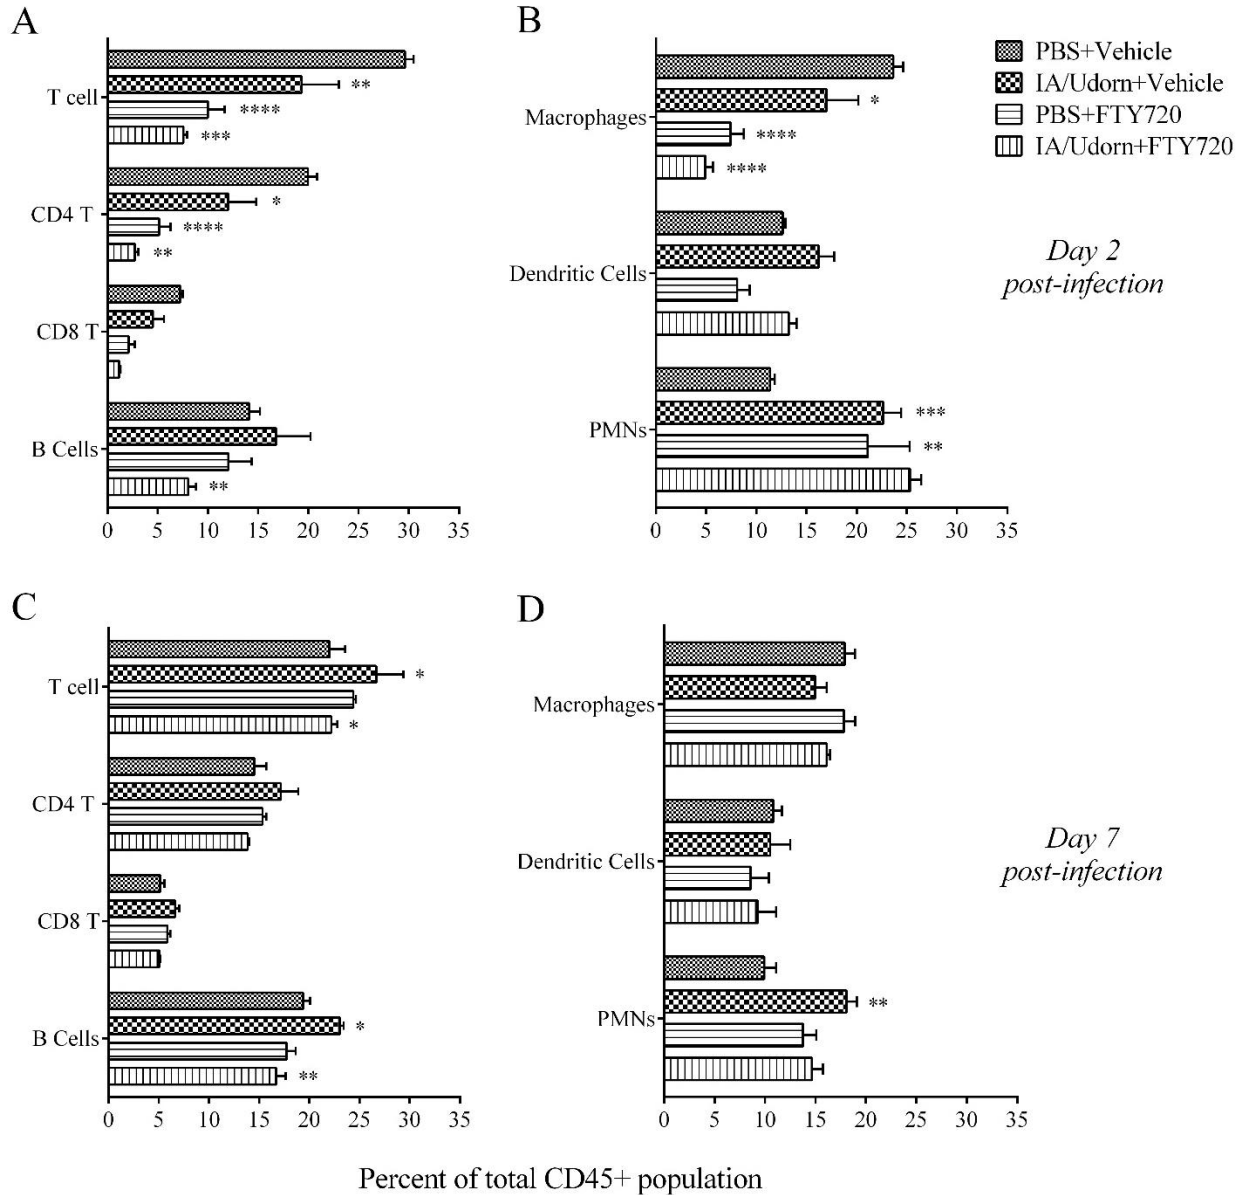 A
T cell
**
****
***
CD4 T
*
****
**
CD8 T
B Cells
**
0 5 10 15 20 25 30 35
B
Macrophages
*
****
****
Dendritic Cells
PMNs
***
**
0 5 10 15 20 25 30 35
PBS+Vehicle
IA/Udorn+Vehicle
PBS+FTY720
IA/Udorn+FTY720
Day 2
post-infection
C
T cell
*
*
CD4 T
CD8 T
B Cells
*
**
0 5 10 15 20 25 30 35
D
Macrophages
Dendritic Cells
PMNs
**
0 5 10 15 20 25 30 35
Day 7
post-infection
Percent of total CD45+ population